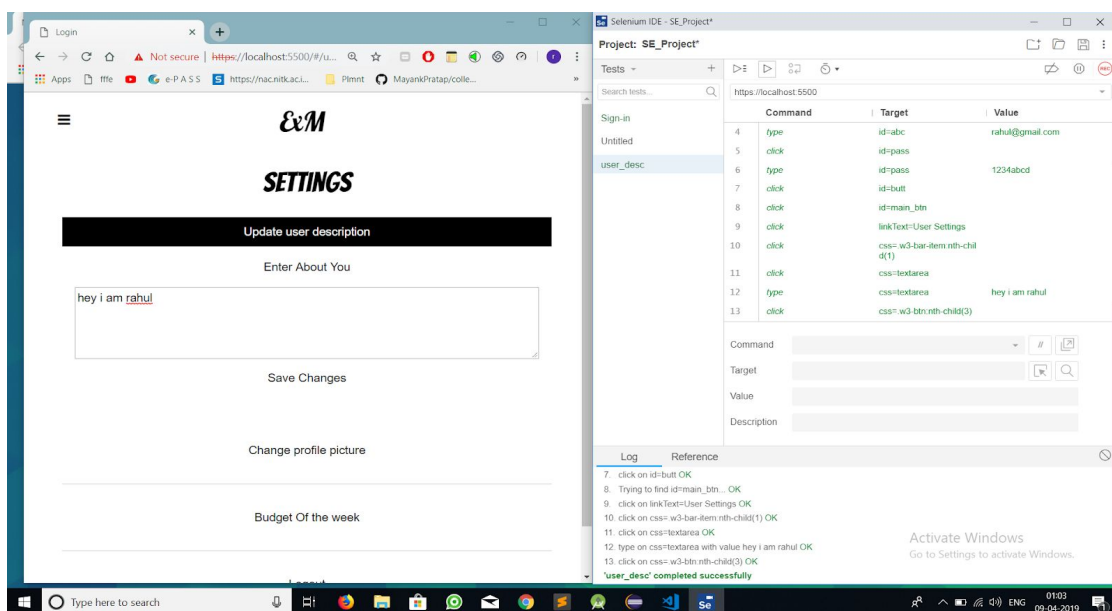 Login
Not secure | https://localhost:5500/#/u...
Apps fffe e-P A S S https://nac.nitk.ac.i... Plmnt MayankPratap/colle... »
ExM
SETTINGS
Update user description
Enter About You
hey i am rahul
Save Changes
Change profile picture
Budget Of the week
Logout
Selenium IDE - SE_Project*
Project: SE_Project*
Tests
Search tests...
Sign-in
Untitled
user_desc
REC
https://localhost:5500
Command Target Value
4 type id=abc rahul@gmail.com
5 click id=pass
6 type id=pass 1234abcd
7 click id=butt
8 click id=main_btn
9 click linkText=User Settings
10 click css=.w3-bar-item:nth-chil
d(1)
11 click css=textarea
12 type css=textarea hey i am rahul
13 click css=.w3-btn:nth-child(3)
Command //
Target
Value
Description
Log Reference
7. click on id=butt OK
8. Trying to find id=main_btn... OK
9. click on linkText=User Settings OK
10. click on css=.w3-bar-item:nth-child(1) OK
11. click on css=textarea OK
12. type on css=textarea with value hey i am rahul OK
13. click on css=.w3-btn:nth-child(3) OK
'user_desc' completed successfully
Activate Windows
Go to Settings to activate Windows.
Type here to search
Se
ENG
01:03
09-04-2019